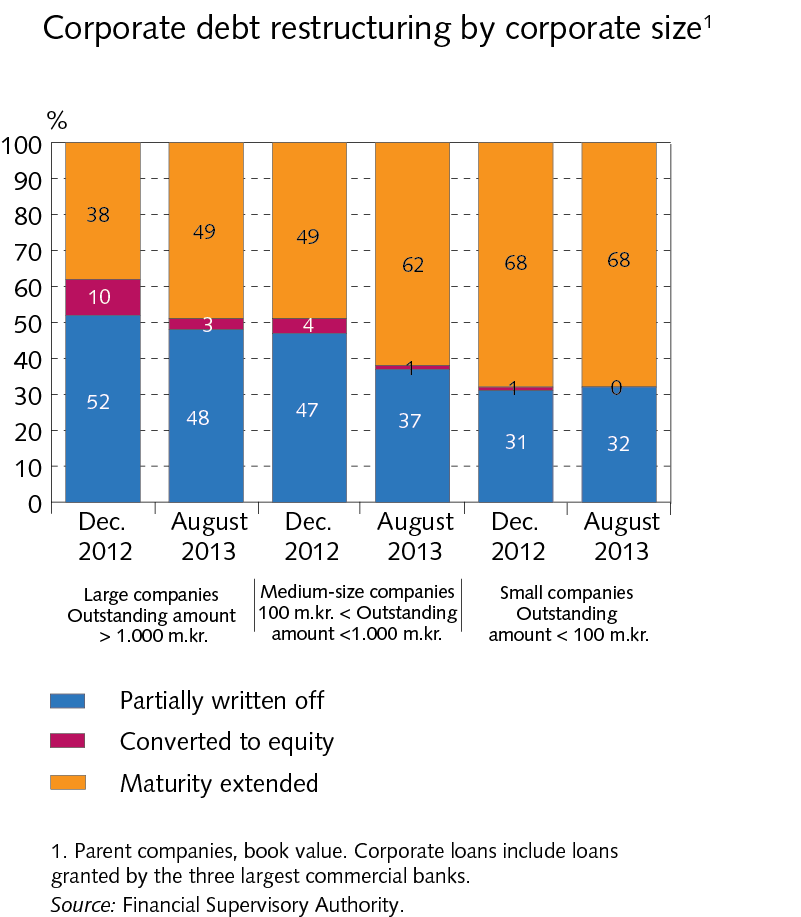 Corporate debt restructuring by corporate size¹
%
100
90
80
70
60
50
40
30
20
10
0
38
10
52
49
3
48
49
4
47
62
1
37
68
1
31
68
0
32
Dec.
2012
August
2013
Dec.
2012
August
2013
Dec.
2012
August
2013
Large companies
Outstanding amount
> 1.000 m.kr.
Medium-size companies
100 m.kr. < Outstanding
amount <1.000 m.kr.
Small companies
Outstanding
amount < 100 m.kr.
Partially written off
Converted to equity
Maturity extended
1. Parent companies, book value. Corporate loans include loans
granted by the three largest commercial banks.
Source: Financial Supervisory Authority.